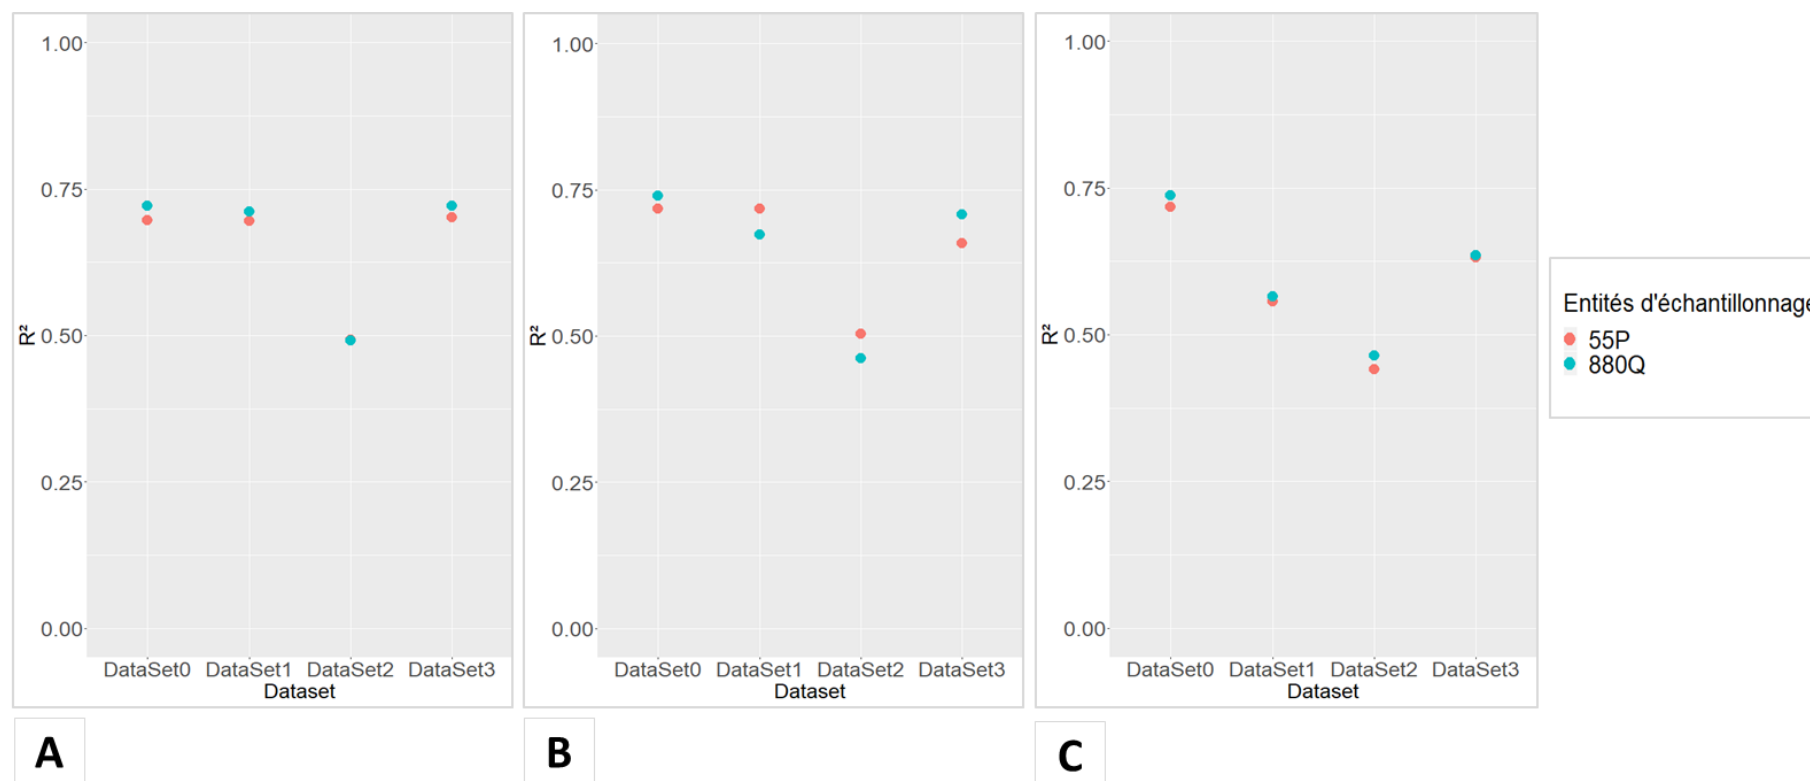 1.00
0.75
0.50
0.25
0.00
R²
DataSet0 DataSet1 DataSet2 DataSet3
Dataset
A
1.00
0.75
0.50
0.25
0.00
R²
DataSet0 DataSet1 DataSet2 DataSet3
Dataset
B
1.00
0.75
0.50
0.25
0.00
R²
DataSet0 DataSet1 DataSet2 DataSet3
Dataset
C
Entités d'échantillonnage
55P
880Q